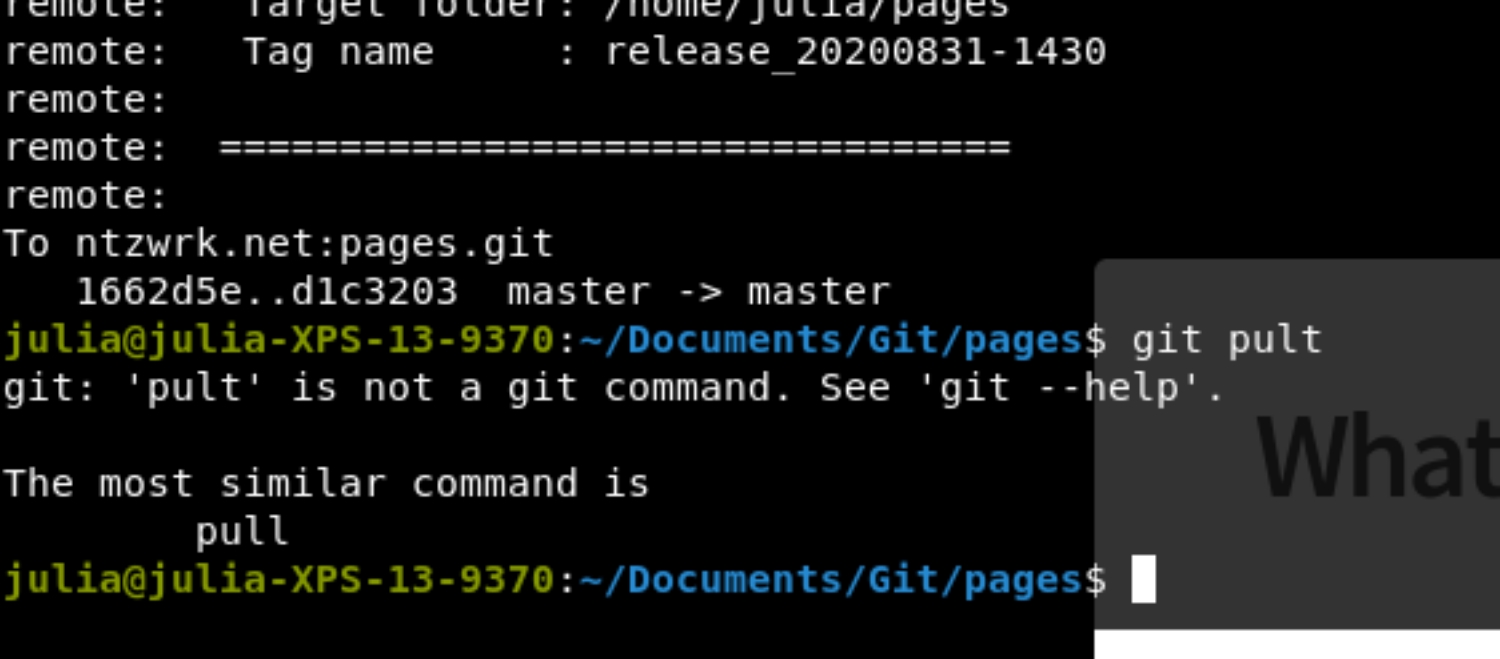 remote:   Target folder: /home/julia/pages
remote:   Tag name     : release_20200831-1430
remote:
remote:  =================================
remote:
To ntzwrk.net:pages.git
   1662d5e..d1c3203  master -> master
julia@julia-XPS-13-9370:~/Documents/Git/pages$ git pult
git: 'pult' is not a git command. See 'git --help'.
What
The most similar command is
        pull
julia@julia-XPS-13-9370:~/Documents/Git/pages$